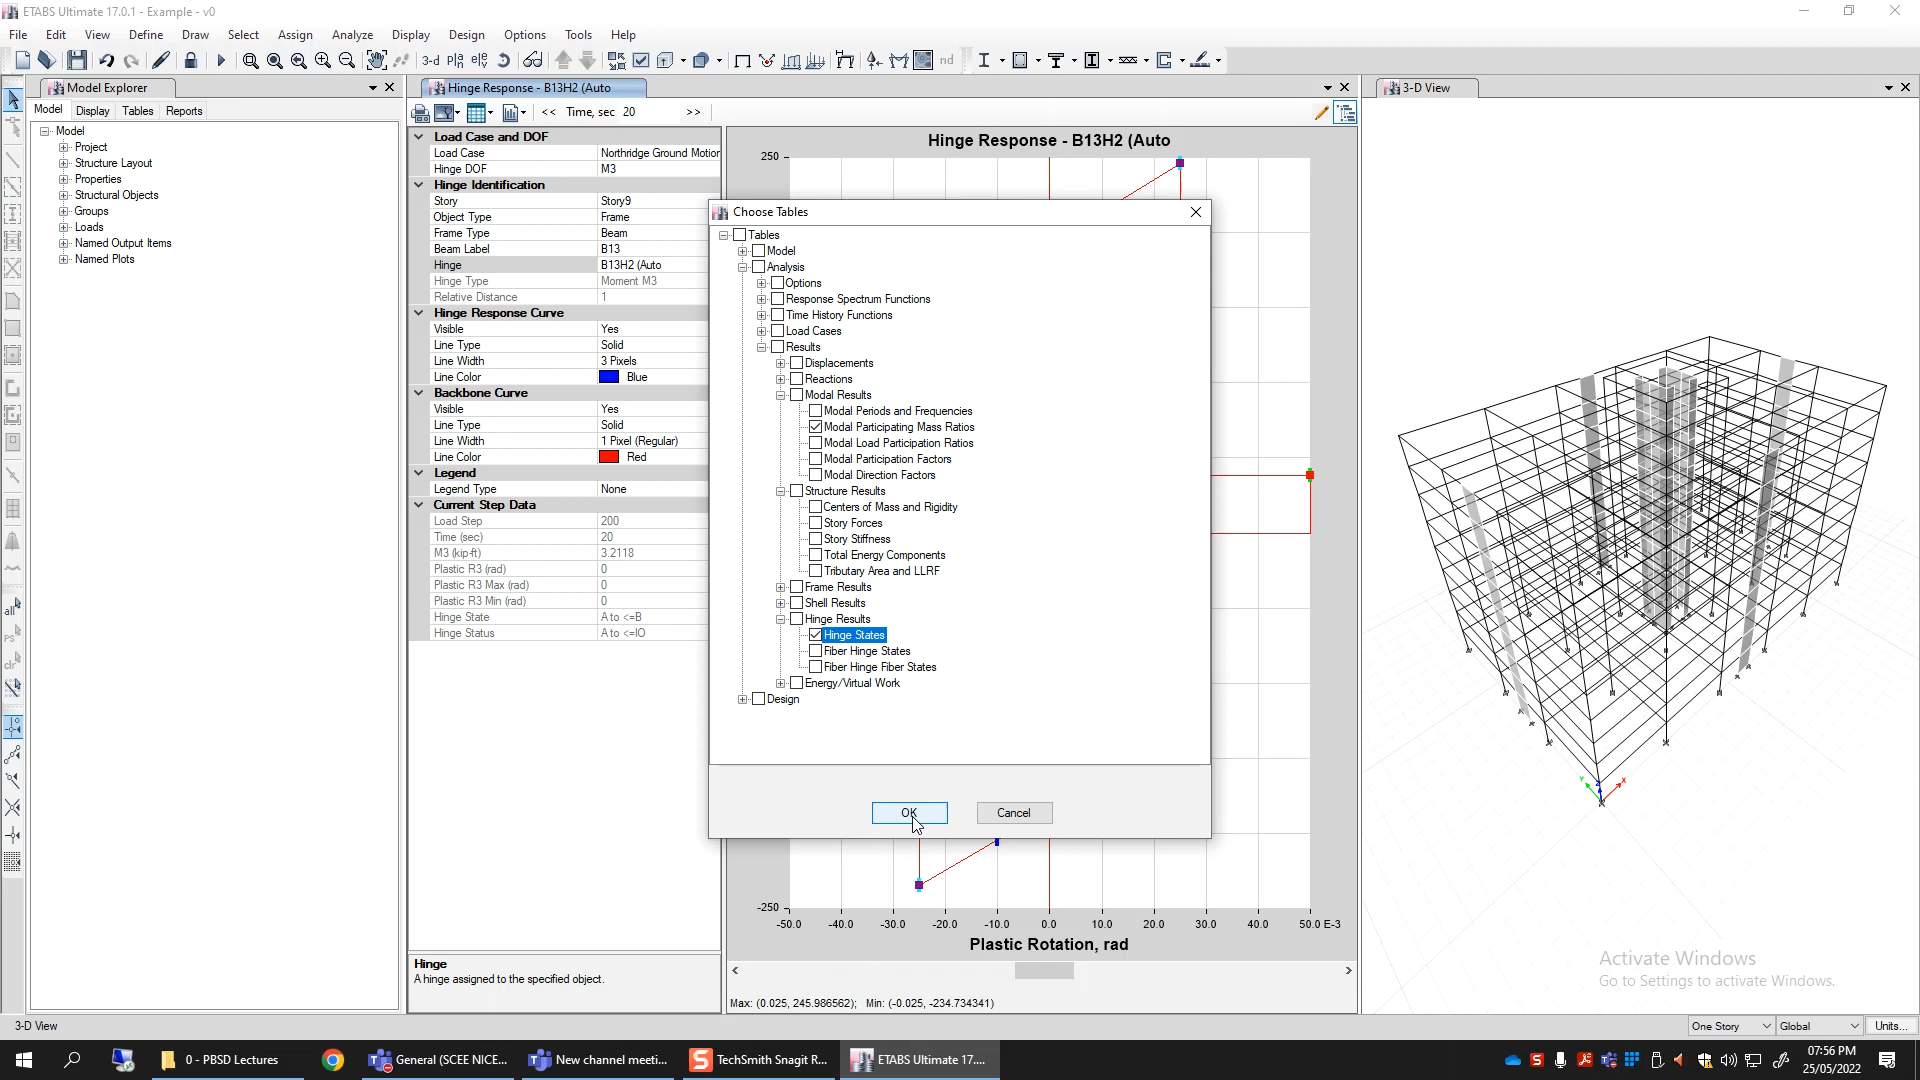 ETABS Ultimate 17.0.1 - Example - v0
File Edit View Define Draw Select Assign Analyze Display Design Options Tools Help
3-d
nd
Model Explorer
Hinge Response - B13H2 (Auto
3-D View
Model Display Tables Reports
<< Time, sec 20 >>
Model
Project
Structure Layout
Properties
Structural Objects
Groups
Loads
Named Output Items
Named Plots
Load Case and DOF
Load Case Northridge Ground Motion
Hinge DOF M3
Hinge Identification
Story Story9
Object Type Frame
Frame Type Beam
Beam Label B13
Hinge B13H2 (Auto
Hinge Type Moment M3
Relative Distance 1
Hinge Response Curve
Visible Yes
Line Type Solid
Line Width 3 Pixels
Line Color Blue
Backbone Curve
Visible Yes
Line Type Solid
Line Width 1 Pixel (Regular)
Line Color Red
Legend
Legend Type None
Current Step Data
Load Step 200
Time (sec) 20
M3 (kip-ft) 3.2118
Plastic R3 (rad) 0
Plastic R3 Max (rad) 0
Plastic R3 Min (rad) 0
Hinge State A to <=B
Hinge Status A to <=IO
Hinge
A hinge assigned to the specified object.
Hinge Response - B13H2 (Auto
250
Choose Tables
Tables
Model
Analysis
Options
Response Spectrum Functions
Time History Functions
Load Cases
Results
Displacements
Reactions
Modal Results
Modal Periods and Frequencies
Modal Participating Mass Ratios
Modal Load Participation Ratios
Modal Participation Factors
Modal Direction Factors
Structure Results
Centers of Mass and Rigidity
Story Forces
Story Stiffness
Total Energy Components
Tributary Area and LLRF
Frame Results
Shell Results
Hinge Results
Hinge States
Fiber Hinge States
Fiber Hinge Fiber States
Energy/Virtual Work
Design
OK Cancel
-250
-50.0 -40.0 -30.0 -20.0 -10.0 0.0 10.0 20.0 30.0 40.0 50.0 E-3
Plastic Rotation, rad
Max: (0.025, 245.986562); Min: (-0.025, -234.734341)
Y Z X
Activate Windows
Go to Settings to activate Windows.
all
ps
clr
3-D View
One Story Global Units...
0 - PBSD Lectures
General (SCEE NICE...
New channel meeti...
TechSmith Snagit R...
ETABS Ultimate 17....
07:56 PM
25/05/2022